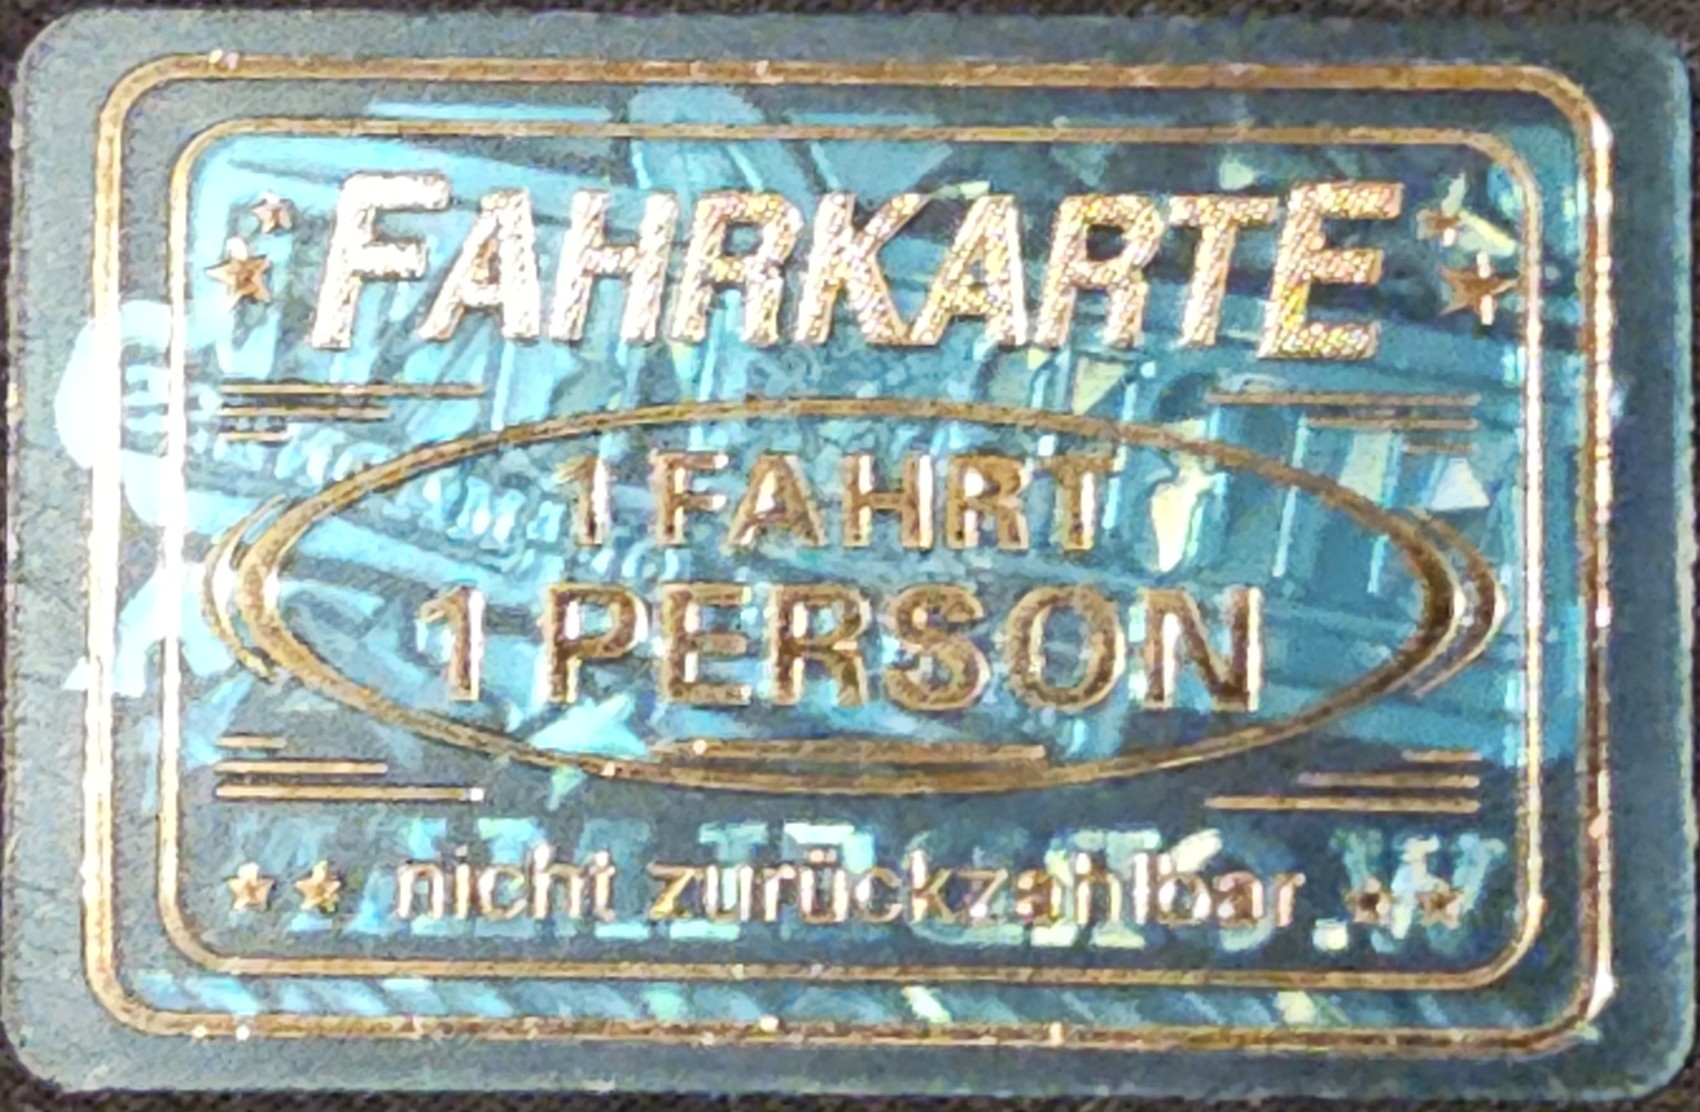 FAHRKARTE
1 FAHRT
1 PERSON
nicht zurückzahlbar